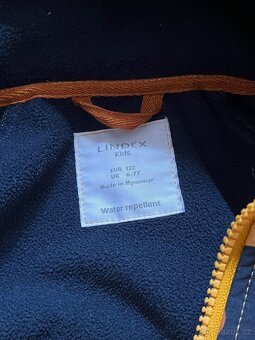 LINDEX
Kids
EUR 122
UK 6-7Y
Made in Myanmar
Water repellent